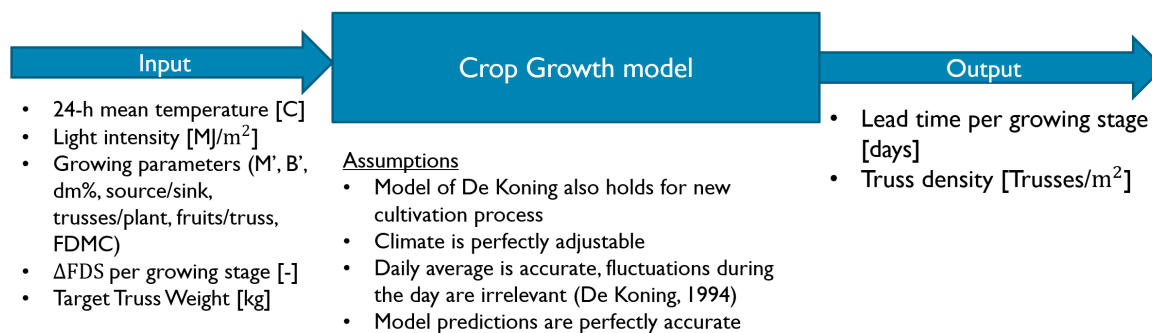 Input
• 24-h mean temperature [C]
• Light intensity [MJ/m²]
• Growing parameters (M', B',
dm%, source/sink,
trusses/plant, fruits/truss,
FDMC)
• ΔFDS per growing stage [-]
• Target Truss Weight [kg]
Crop Growth model
Assumptions
• Model of De Koning also holds for new
cultivation process
• Climate is perfectly adjustable
• Daily average is accurate, fluctuations during
the day are irrelevant (De Koning, 1994)
• Model predictions are perfectly accurate
Output
• Lead time per growing stage
[days]
• Truss density [Trusses/m²]